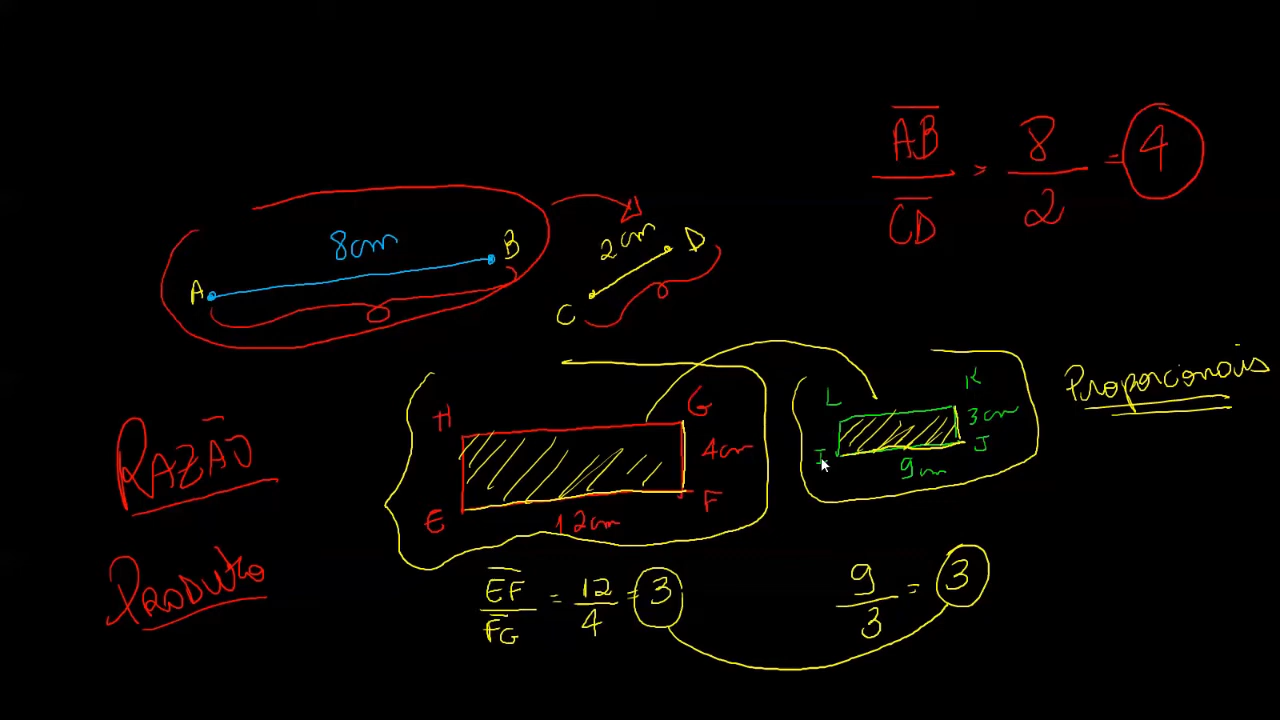 AB
CD
= 8
2
= 4
8cm
A
B
2cm
C
D
RAZÃO
PRODUTO
H
G
E
F
4cm
12cm
L
K
I
J
3cm
9cm
Proporcionais
EF
FG
= 12
4
= 3
9
3
= 3